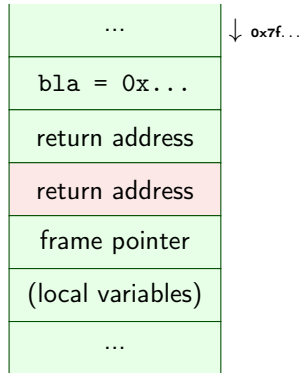 ...
↓ 0x7f...
bla = 0x...
return address
return address
frame pointer
(local variables)
...